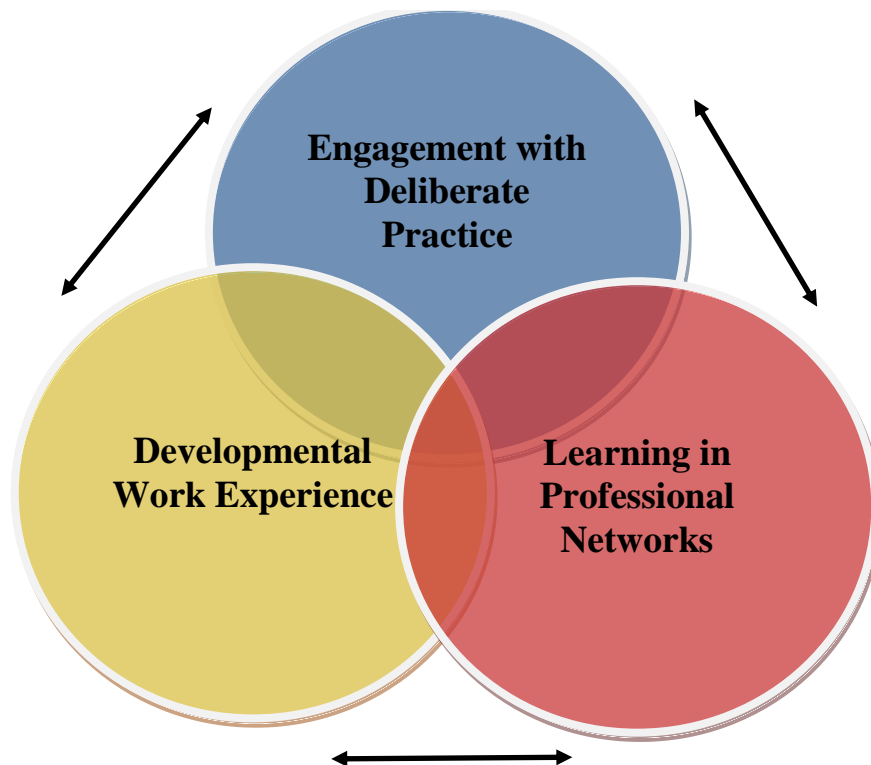 Engagement with
Deliberate
Practice
Developmental
Work Experience
Learning in
Professional
Networks